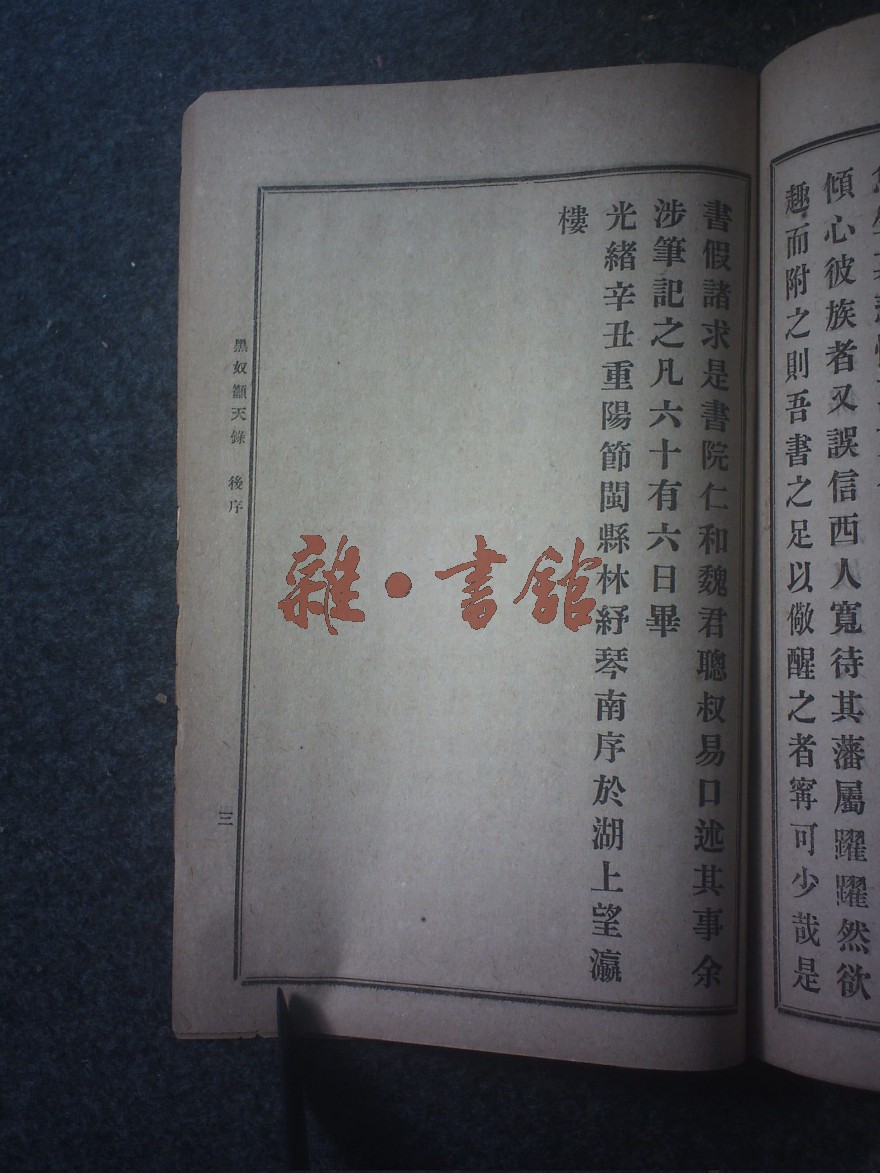 傾心彼族者又誤信西人寬待其藩屬躍躍然欲
趣而附之則吾書之足以儆醒之者甯可少哉是
書假諸求是書院仁和魏君聰叔易口述其事余
涉筆記之凡六十有六日畢
光緒辛丑重陽節閩縣林紓琴南序於湖上望瀛
樓
黑奴籲天錄 後序
三
雜·書館